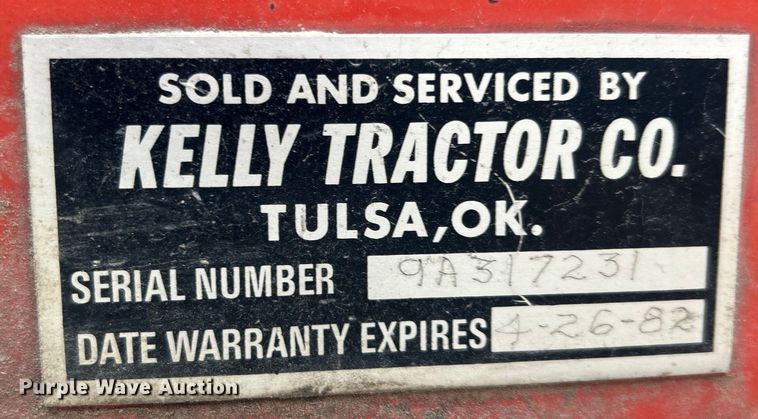 SOLD AND SERVICED BY
KELLY TRACTOR CO.
TULSA, OK.
SERIAL NUMBER 9A317231
DATE WARRANTY EXPIRES 4-26-82
Purple Wave Auction